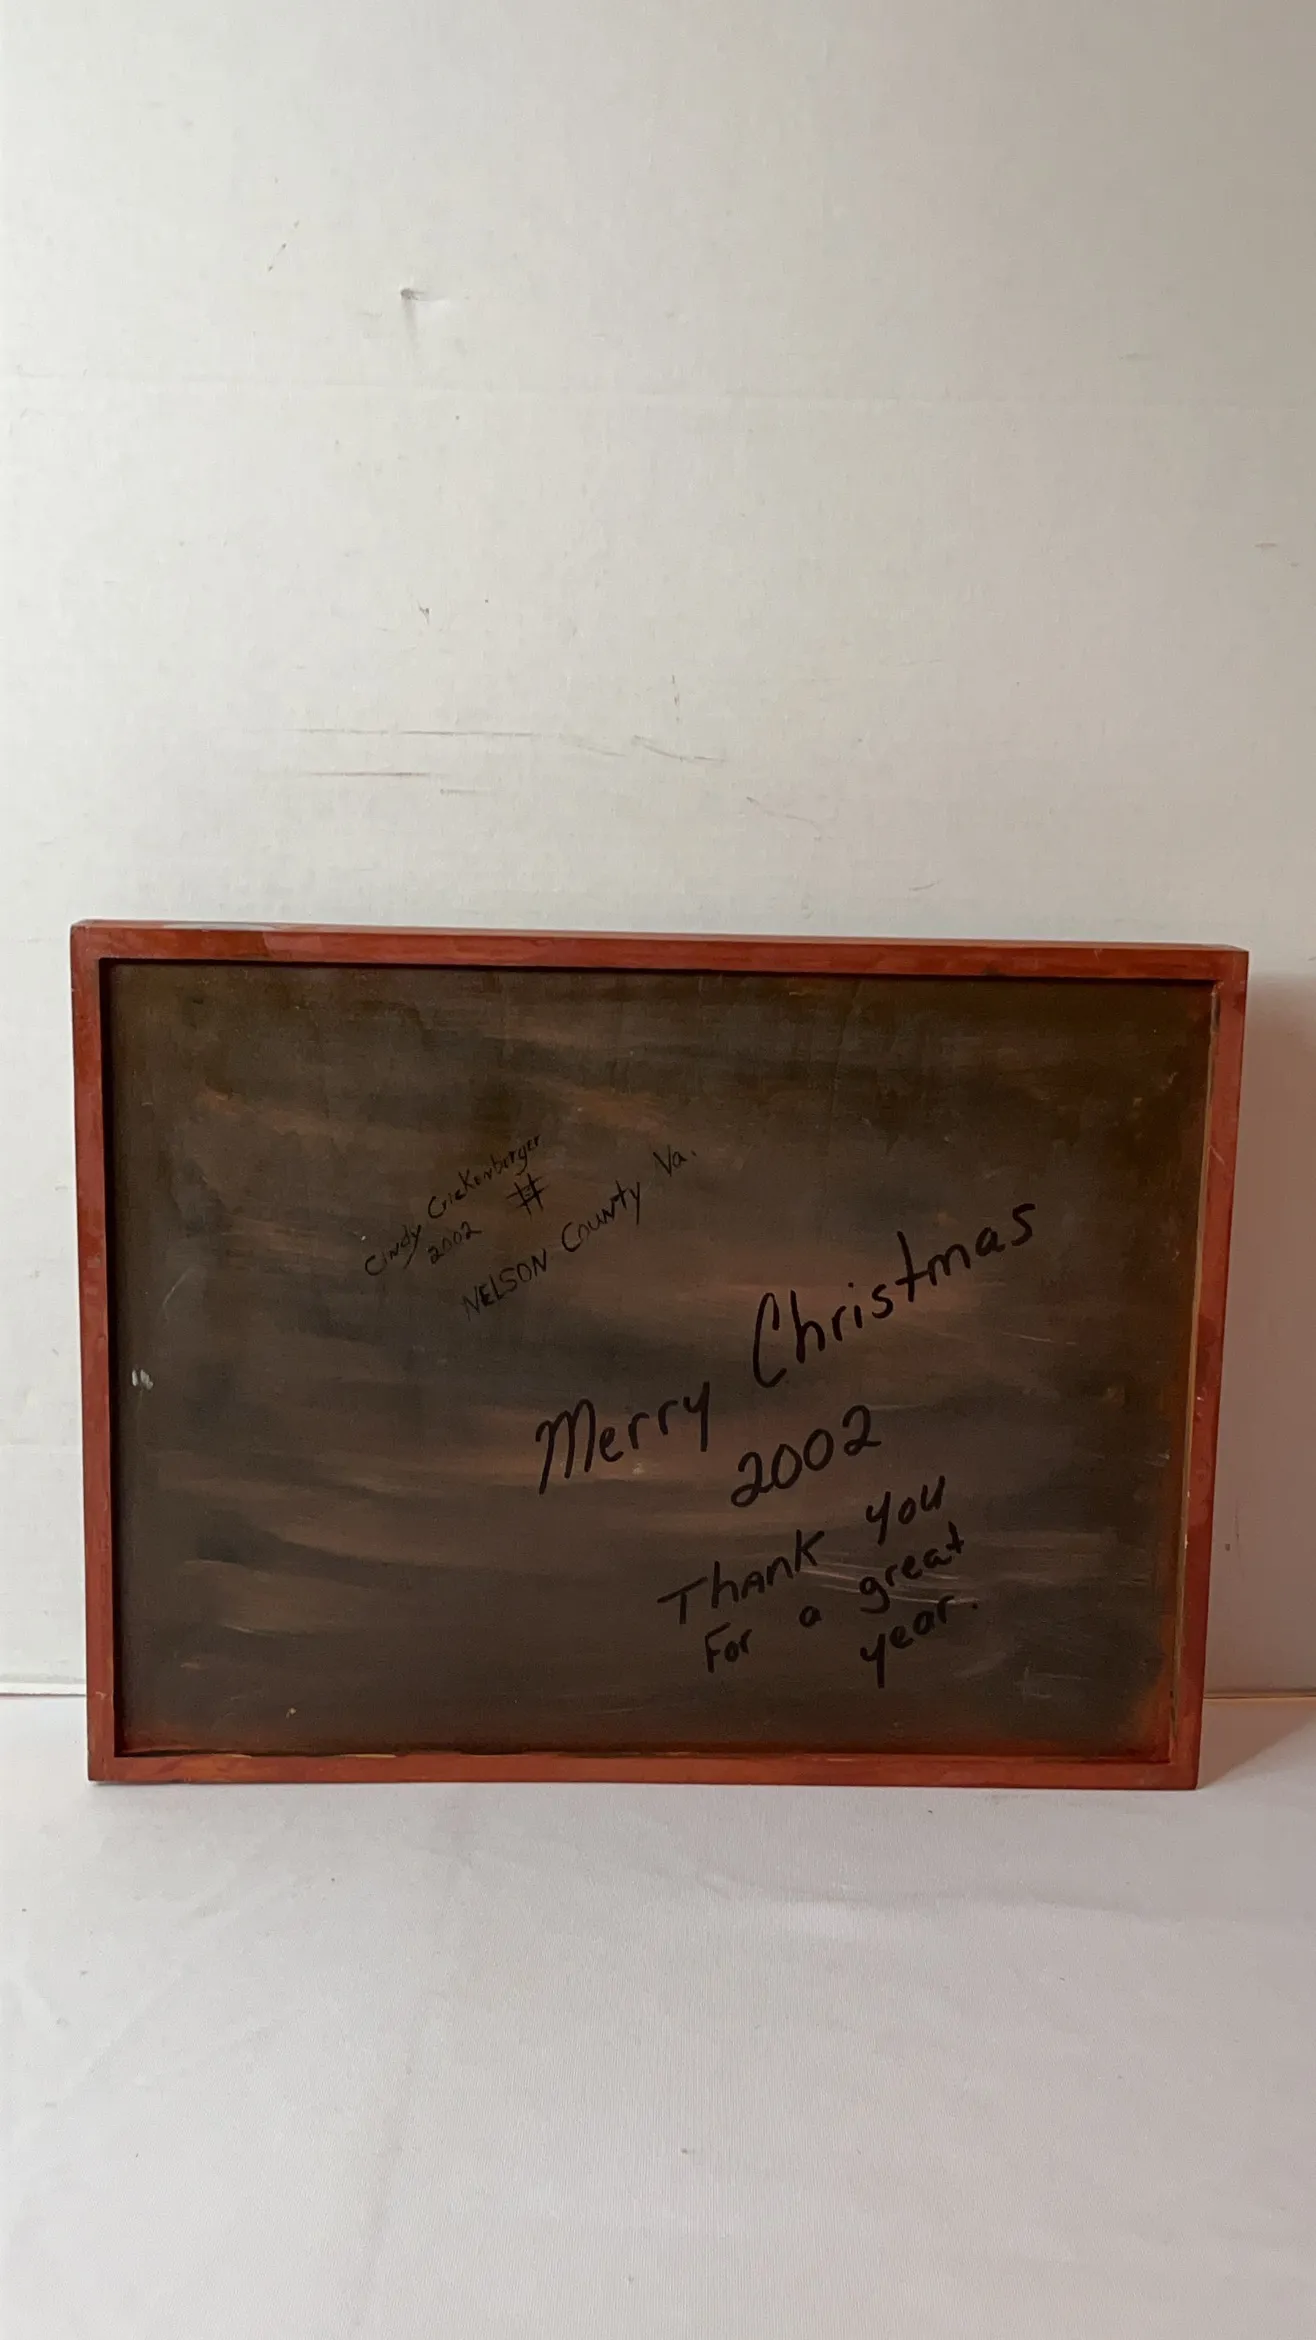 Cindy Crickenberger
2002 #
NELSON County Va.
Merry Christmas
2002
Thank you
For a great
year.